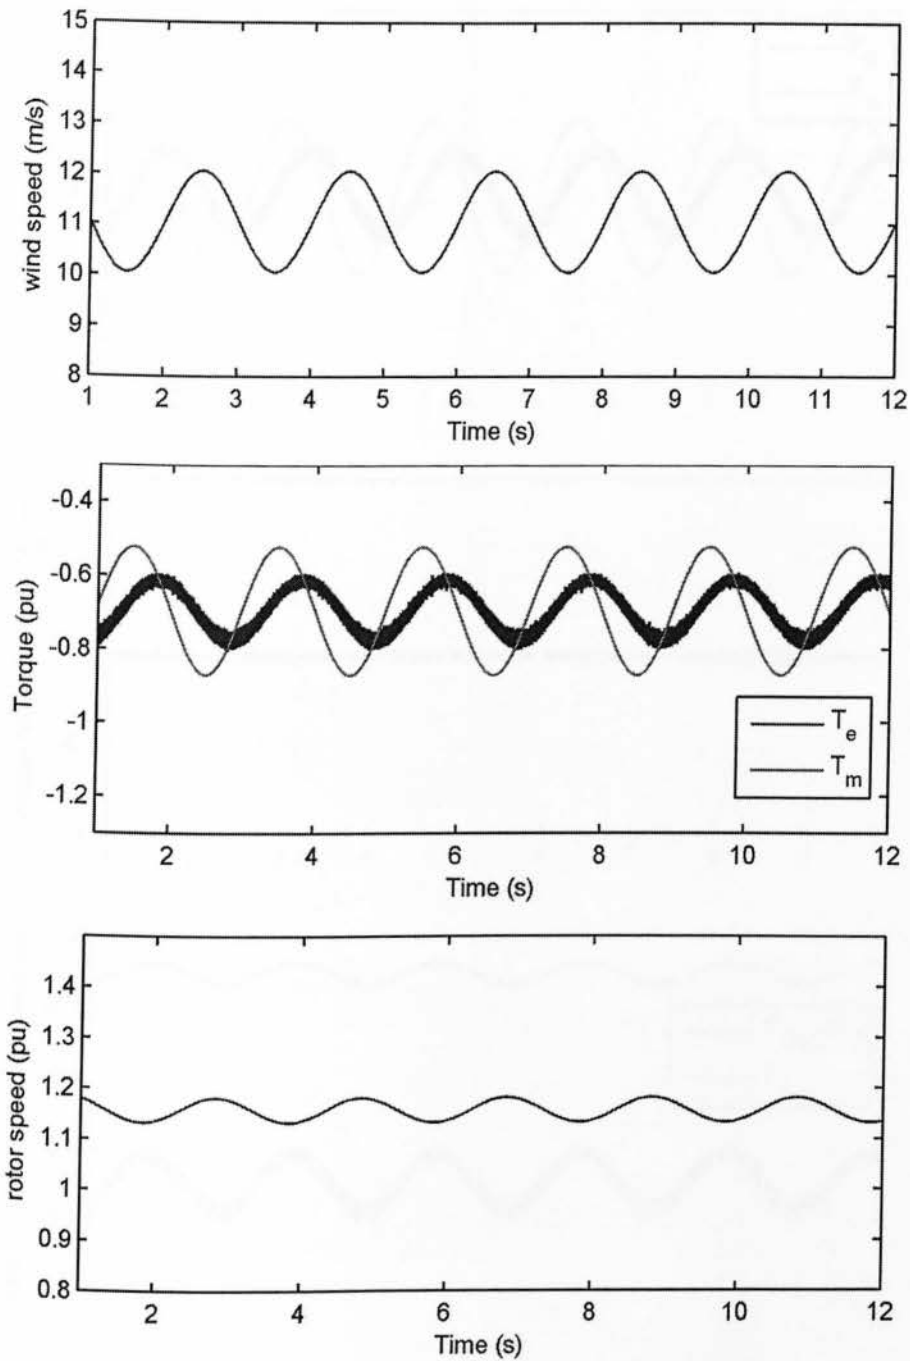 15
14
13
12
11
10
9
8
wind speed (m/s)
1 2 3 4 5 6 7 8 9 10 11 12
Time (s)
-0.4
-0.6
-0.8
-1
-1.2
Torque (pu)
T_e
T_m
2 4 6 8 10 12
Time (s)
1.4
1.3
1.2
1.1
1
0.9
0.8
rotor speed (pu)
2 4 6 8 10 12
Time (s)